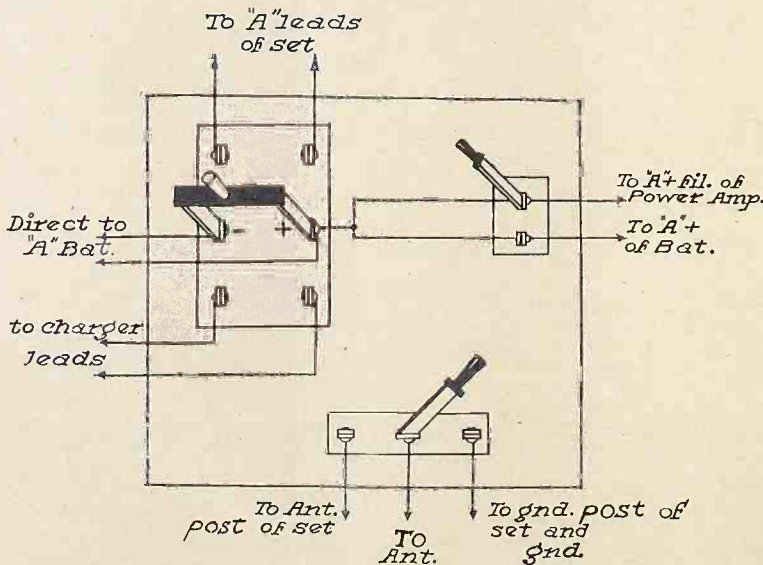 To "A" leads
of set
Direct to
"A" Bat.
- +
to charger
leads
To "A"+ fil. of
Power Amp.
To "A"+
of Bat.
To Ant.
post of set
TO
Ant.
To gnd. post of
set and
gnd.